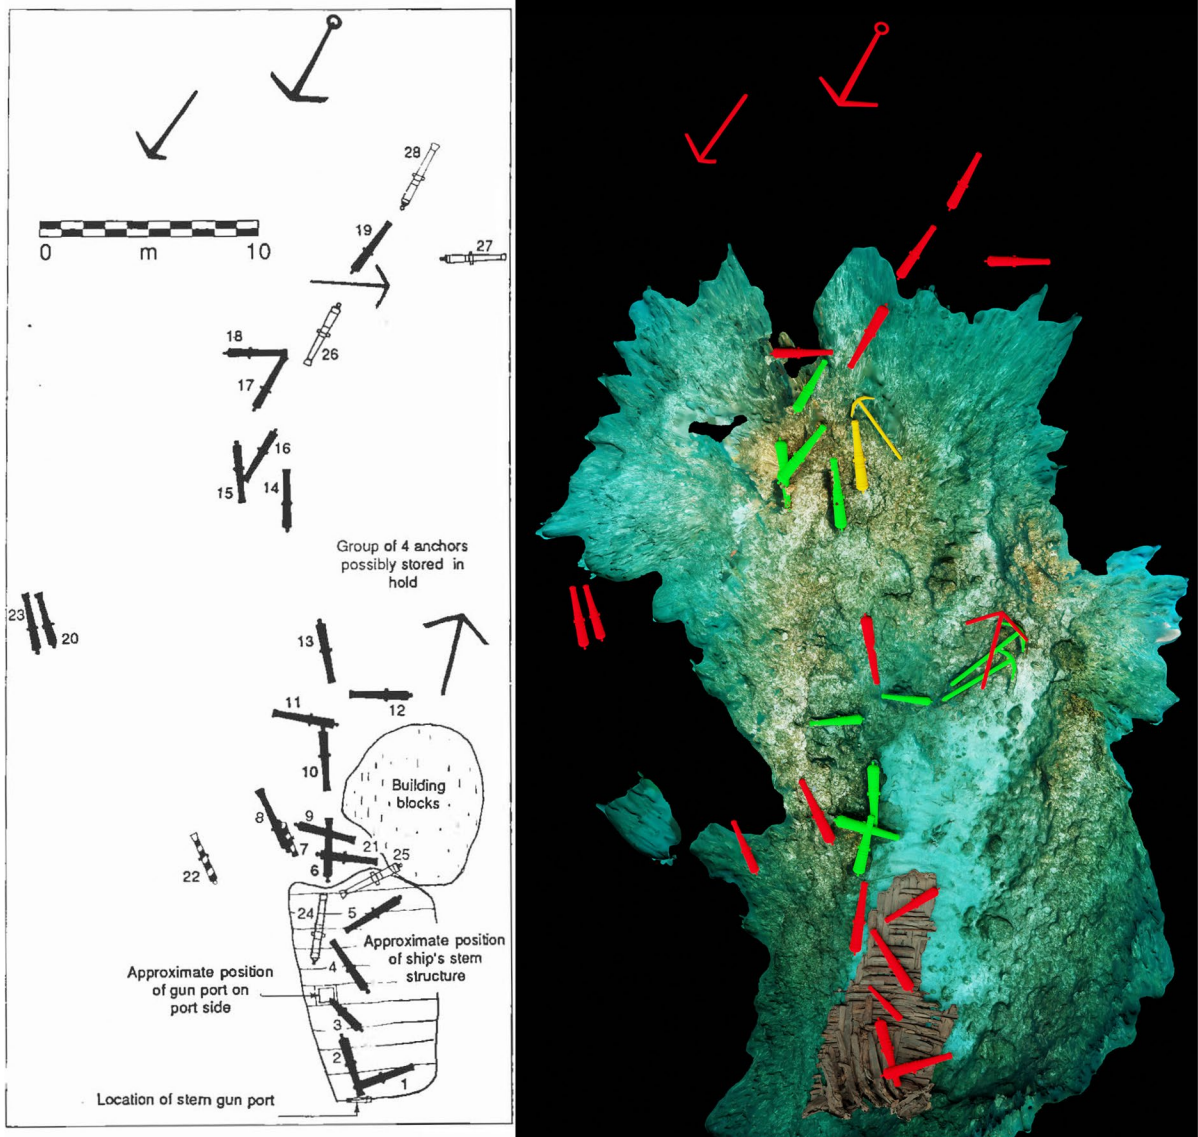 28
19
27
0 m 10
18
26
17
16
15
14
Group of 4 anchors
possibly stored in
hold
23
20
13
12
11
10
Building
blocks
8
9
7
21
25
6
22
24
5
Approximate position
of ship's stern
structure
4
Approximate position
of gun port on
port side
3
2
1
Location of stern gun port